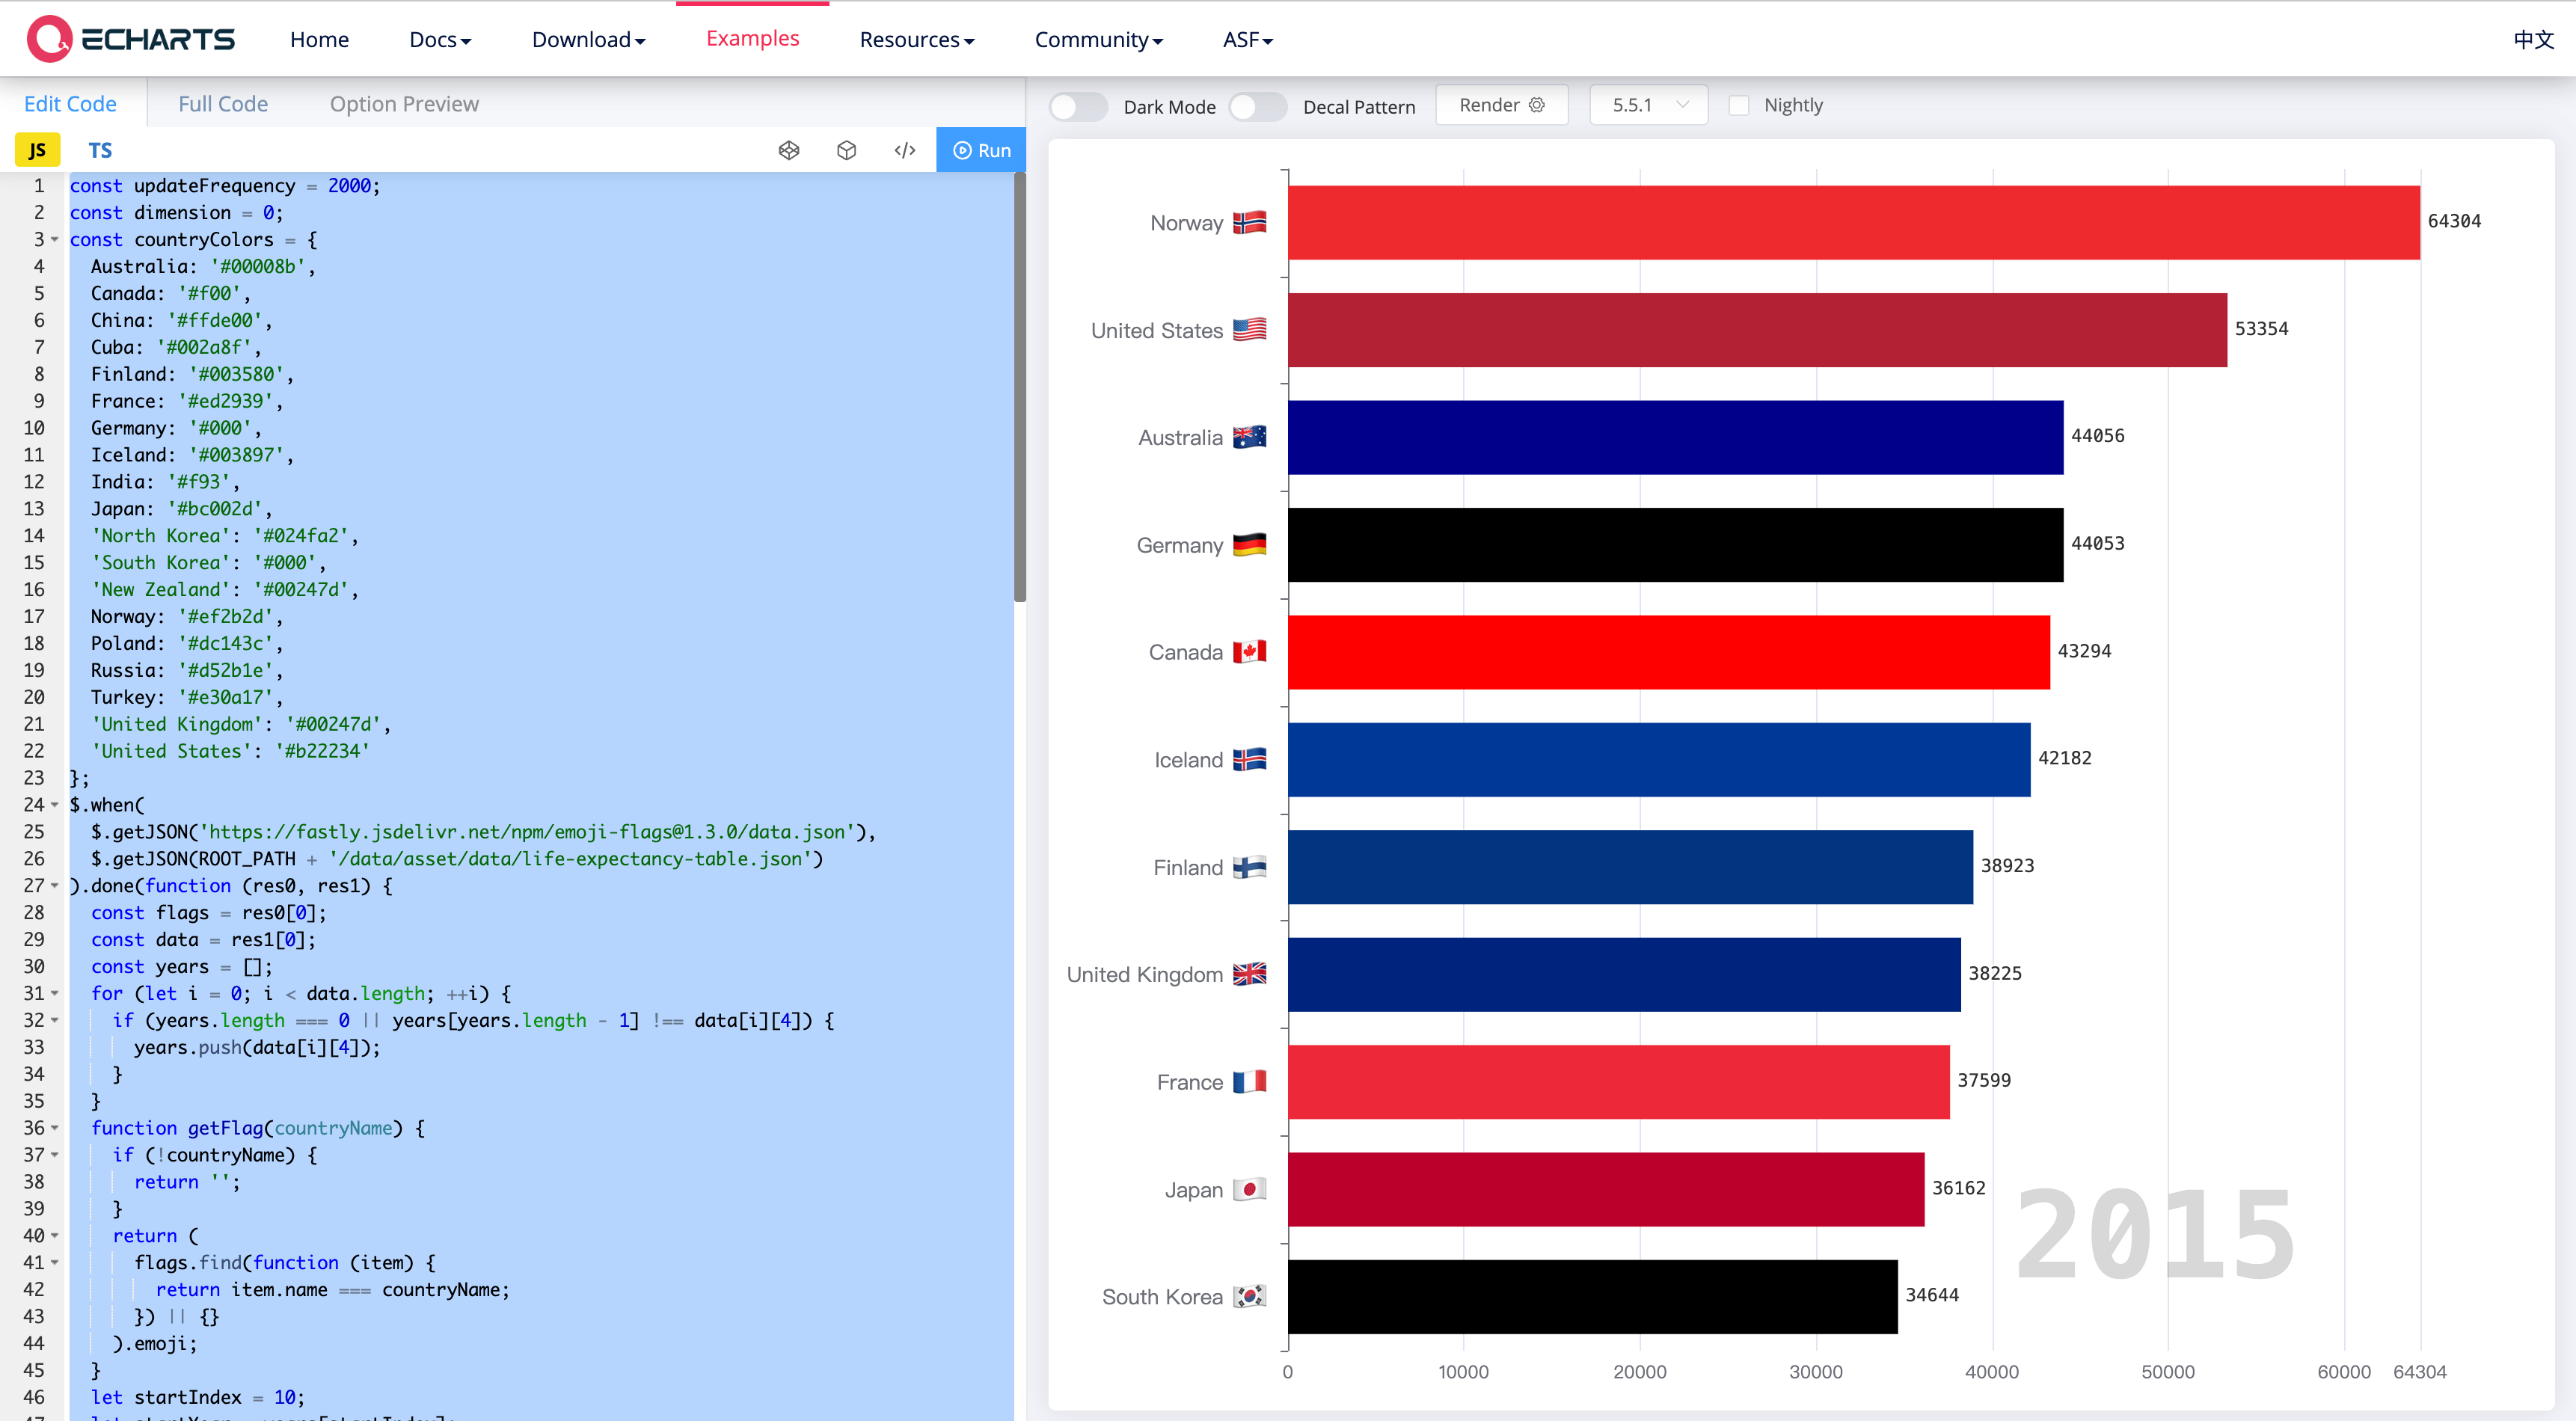 ECHARTS Home Docs Download Examples Resources Community ASF 中文
Edit Code Full Code Option Preview
JS TS </> Run
1 const updateFrequency = 2000;
2 const dimension = 0;
3 const countryColors = {
4 Australia: '#00008b',
5 Canada: '#f00',
6 China: '#ffde00',
7 Cuba: '#002a8f',
8 Finland: '#003580',
9 France: '#ed2939',
10 Germany: '#000',
11 Iceland: '#003897',
12 India: '#f93',
13 Japan: '#bc002d',
14 'North Korea': '#024fa2',
15 'South Korea': '#000',
16 'New Zealand': '#00247d',
17 Norway: '#ef2b2d',
18 Poland: '#dc143c',
19 Russia: '#d52b1e',
20 Turkey: '#e30a17',
21 'United Kingdom': '#00247d',
22 'United States': '#b22234'
23 };
24 $.when(
25 $.getJSON('https://fastly.jsdelivr.net/npm/emoji-flags@1.3.0/data.json'),
26 $.getJSON(ROOT_PATH + '/data/asset/data/life-expectancy-table.json')
27 ).done(function (res0, res1) {
28 const flags = res0[0];
29 const data = res1[0];
30 const years = [];
31 for (let i = 0; i < data.length; ++i) {
32 if (years.length === 0 || years[years.length - 1] !== data[i][4]) {
33 years.push(data[i][4]);
34 }
35 }
36 function getFlag(countryName) {
37 if (!countryName) {
38 return '';
39 }
40 return (
41 flags.find(function (item) {
42 return item.name === countryName;
43 }) || {}
44 ).emoji;
45 }
46 let startIndex = 10;
Dark Mode Decal Pattern Render 5.5.1 Nightly
Norway 64304
United States 53354
Australia 44056
Germany 44053
Canada 43294
Iceland 42182
Finland 38923
United Kingdom 38225
France 37599
Japan 36162
South Korea 34644
2015
0 10000 20000 30000 40000 50000 60000 64304